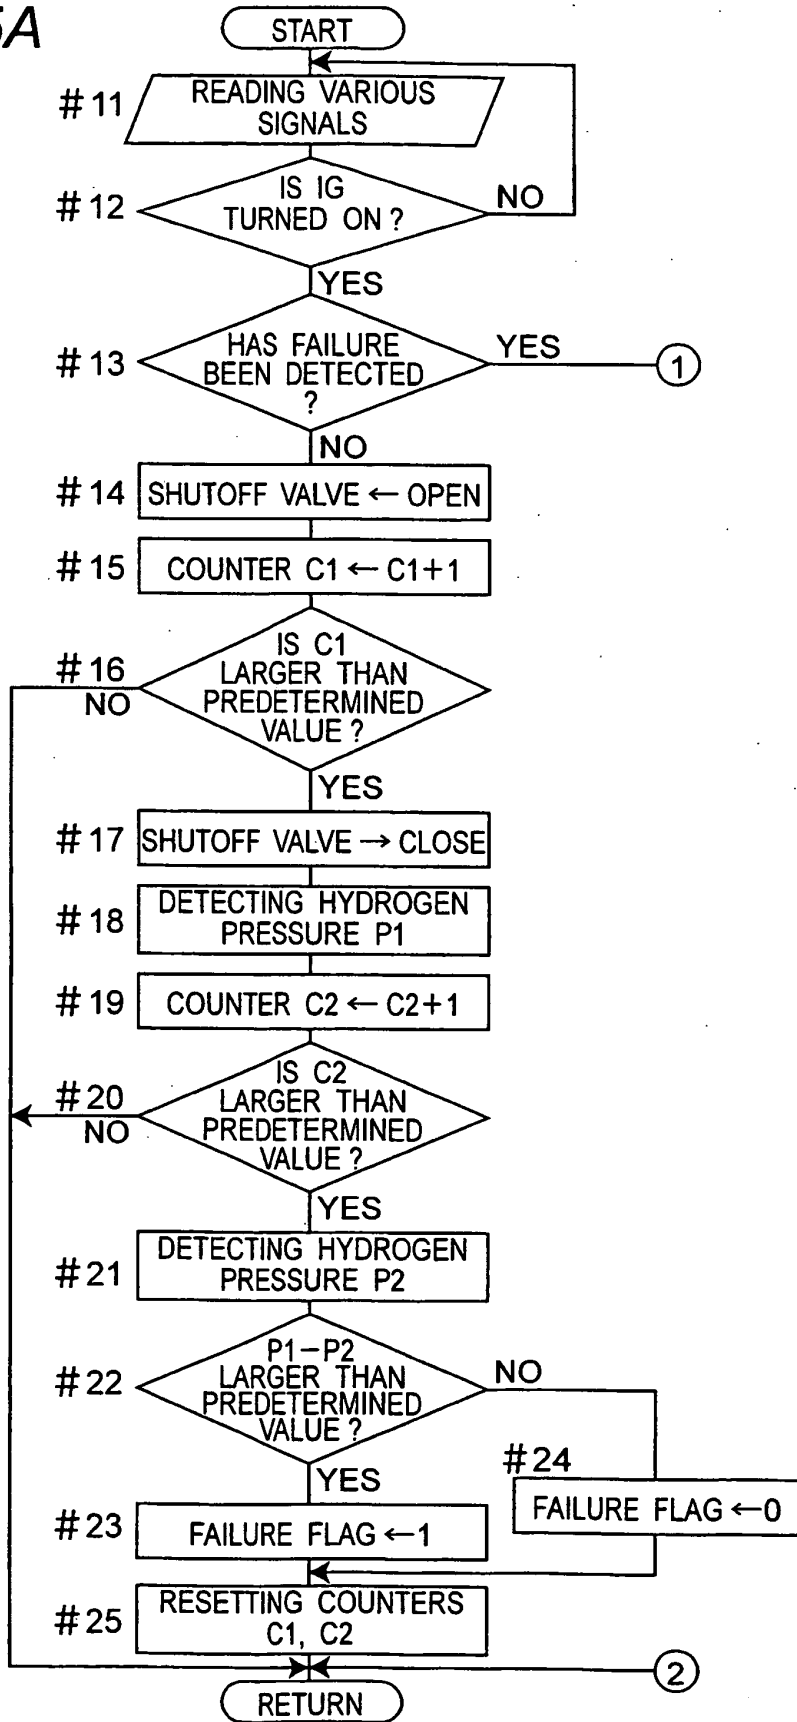 5A
START
#11
READING VARIOUS
SIGNALS
#12
IS IG
TURNED ON?
NO
YES
#13
HAS FAILURE
BEEN DETECTED
?
YES
1
NO
#14
SHUTOFF VALVE ← OPEN
#15
COUNTER C1 ← C1+1
#16
IS C1
LARGER THAN
PREDETERMINED
VALUE?
NO
YES
#17
SHUTOFF VALVE → CLOSE
#18
DETECTING HYDROGEN
PRESSURE P1
#19
COUNTER C2 ← C2+1
#20
IS C2
LARGER THAN
PREDETERMINED
VALUE?
NO
YES
#21
DETECTING HYDROGEN
PRESSURE P2
#22
P1-P2
LARGER THAN
PREDETERMINED
VALUE?
NO
YES
#24
FAILURE FLAG ←0
#23
FAILURE FLAG ←1
#25
RESETTING COUNTERS
C1, C2
2
RETURN